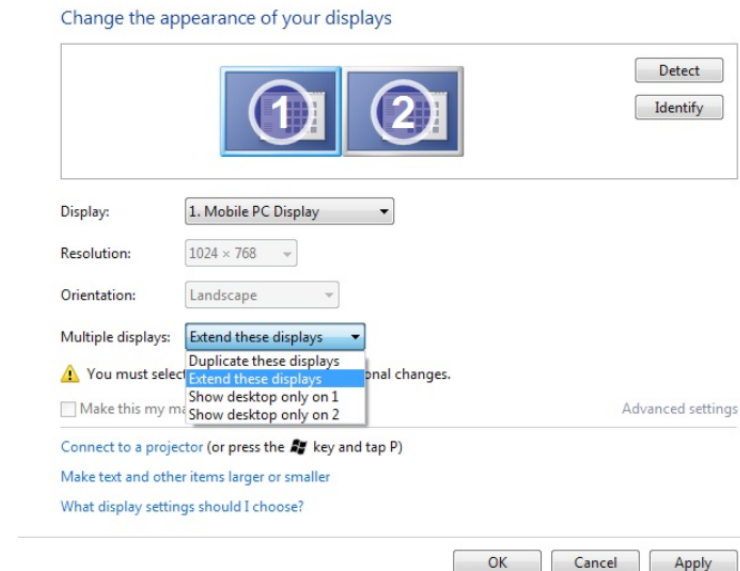 Change the appearance of your displays
1 2
Detect
Identify
Display: 1. Mobile PC Display
Resolution: 1024 × 768
Orientation: Landscape
Multiple displays: Extend these displays
Duplicate these displays
You must select onal changes.
Extend these displays
Show desktop only on 1
Make this my ma Advanced settings
Show desktop only on 2
Connect to a projector (or press the key and tap P)
Make text and other items larger or smaller
What display settings should I choose?
OK Cancel Apply